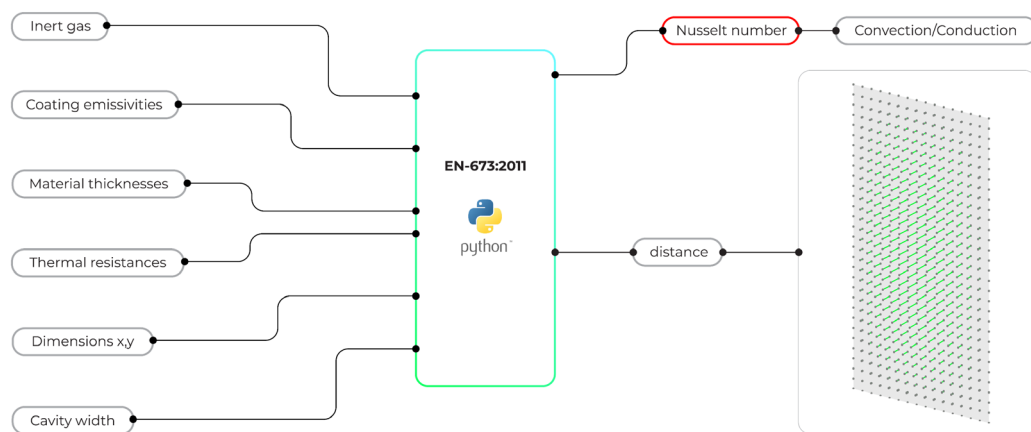 Inert gas
Coating emissivities
Material thicknesses
Thermal resistances
Dimensions x,y
Cavity width
EN-673:2011
python™
Nusselt number
Convection/Conduction
distance